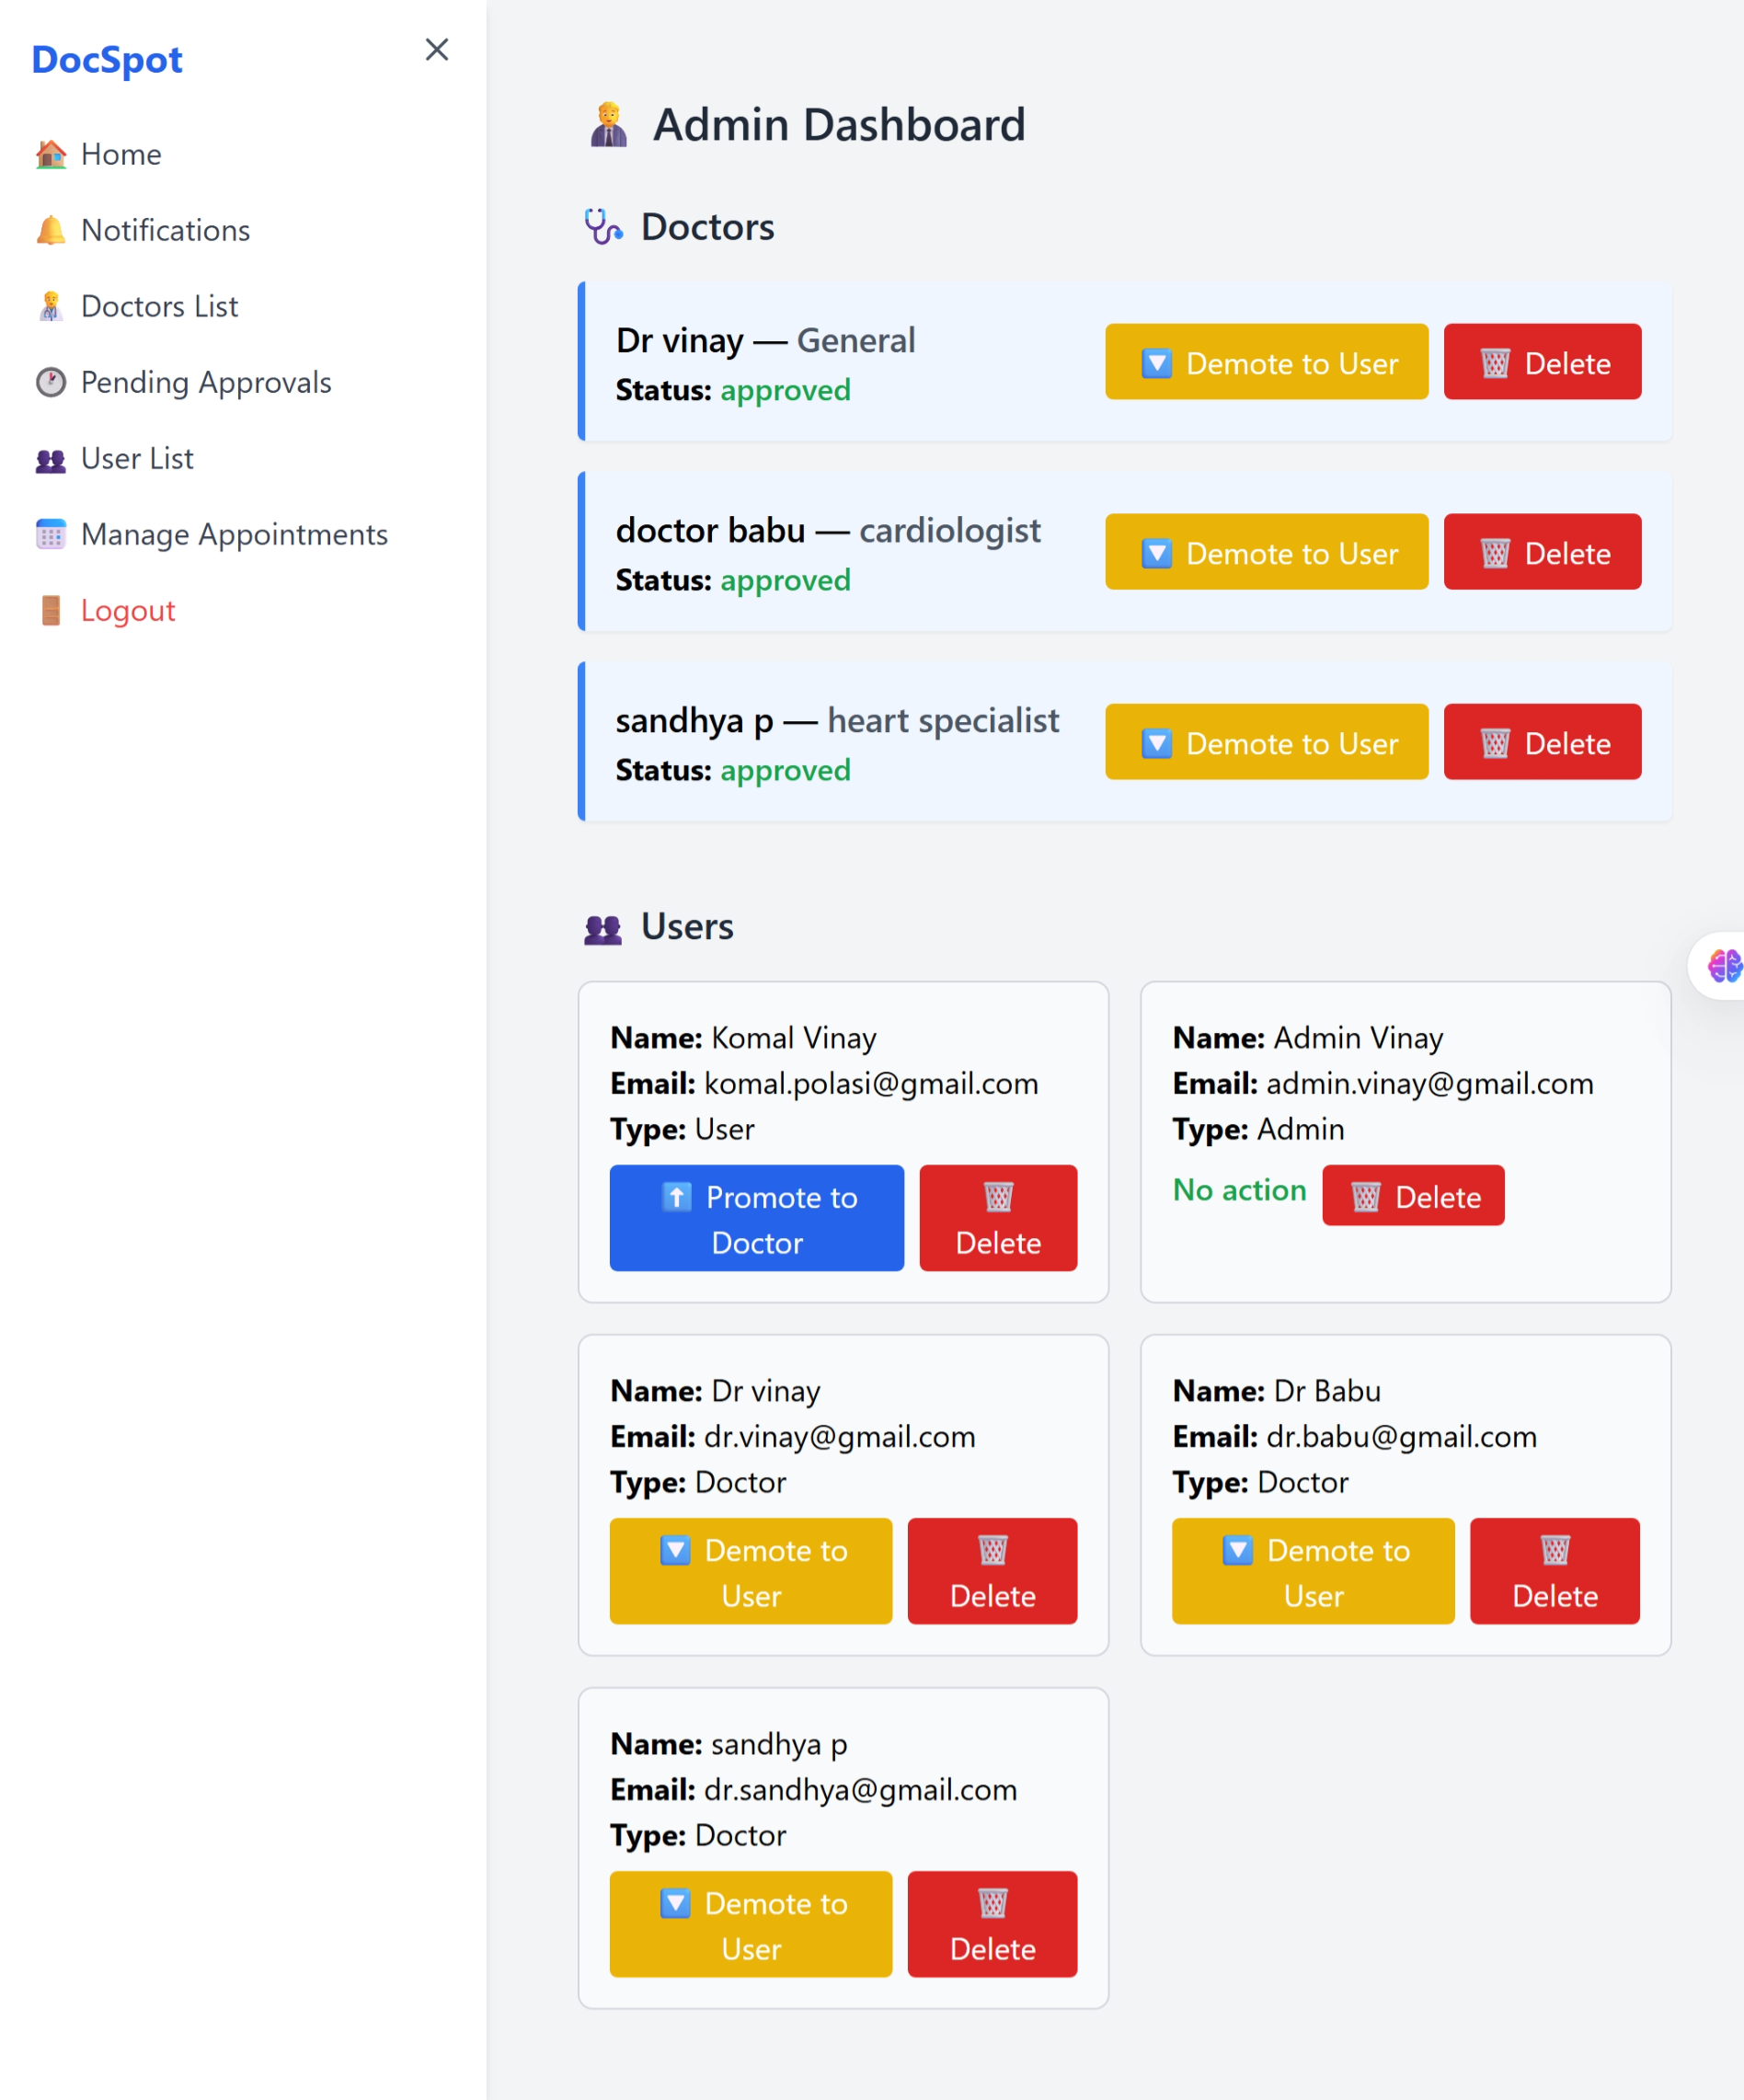 DocSpot
Home
Notifications
Doctors List
Pending Approvals
User List
Manage Appointments
Logout
Admin Dashboard
Doctors
Dr vinay — General
Status: approved
Demote to User
Delete
doctor babu — cardiologist
Status: approved
Demote to User
Delete
sandhya p — heart specialist
Status: approved
Demote to User
Delete
Users
Name: Komal Vinay
Email: komal.polasi@gmail.com
Type: User
Promote to
Doctor
Delete
Name: Admin Vinay
Email: admin.vinay@gmail.com
Type: Admin
No action
Delete
Name: Dr vinay
Email: dr.vinay@gmail.com
Type: Doctor
Demote to
User
Delete
Name: Dr Babu
Email: dr.babu@gmail.com
Type: Doctor
Demote to
User
Delete
Name: sandhya p
Email: dr.sandhya@gmail.com
Type: Doctor
Demote to
User
Delete